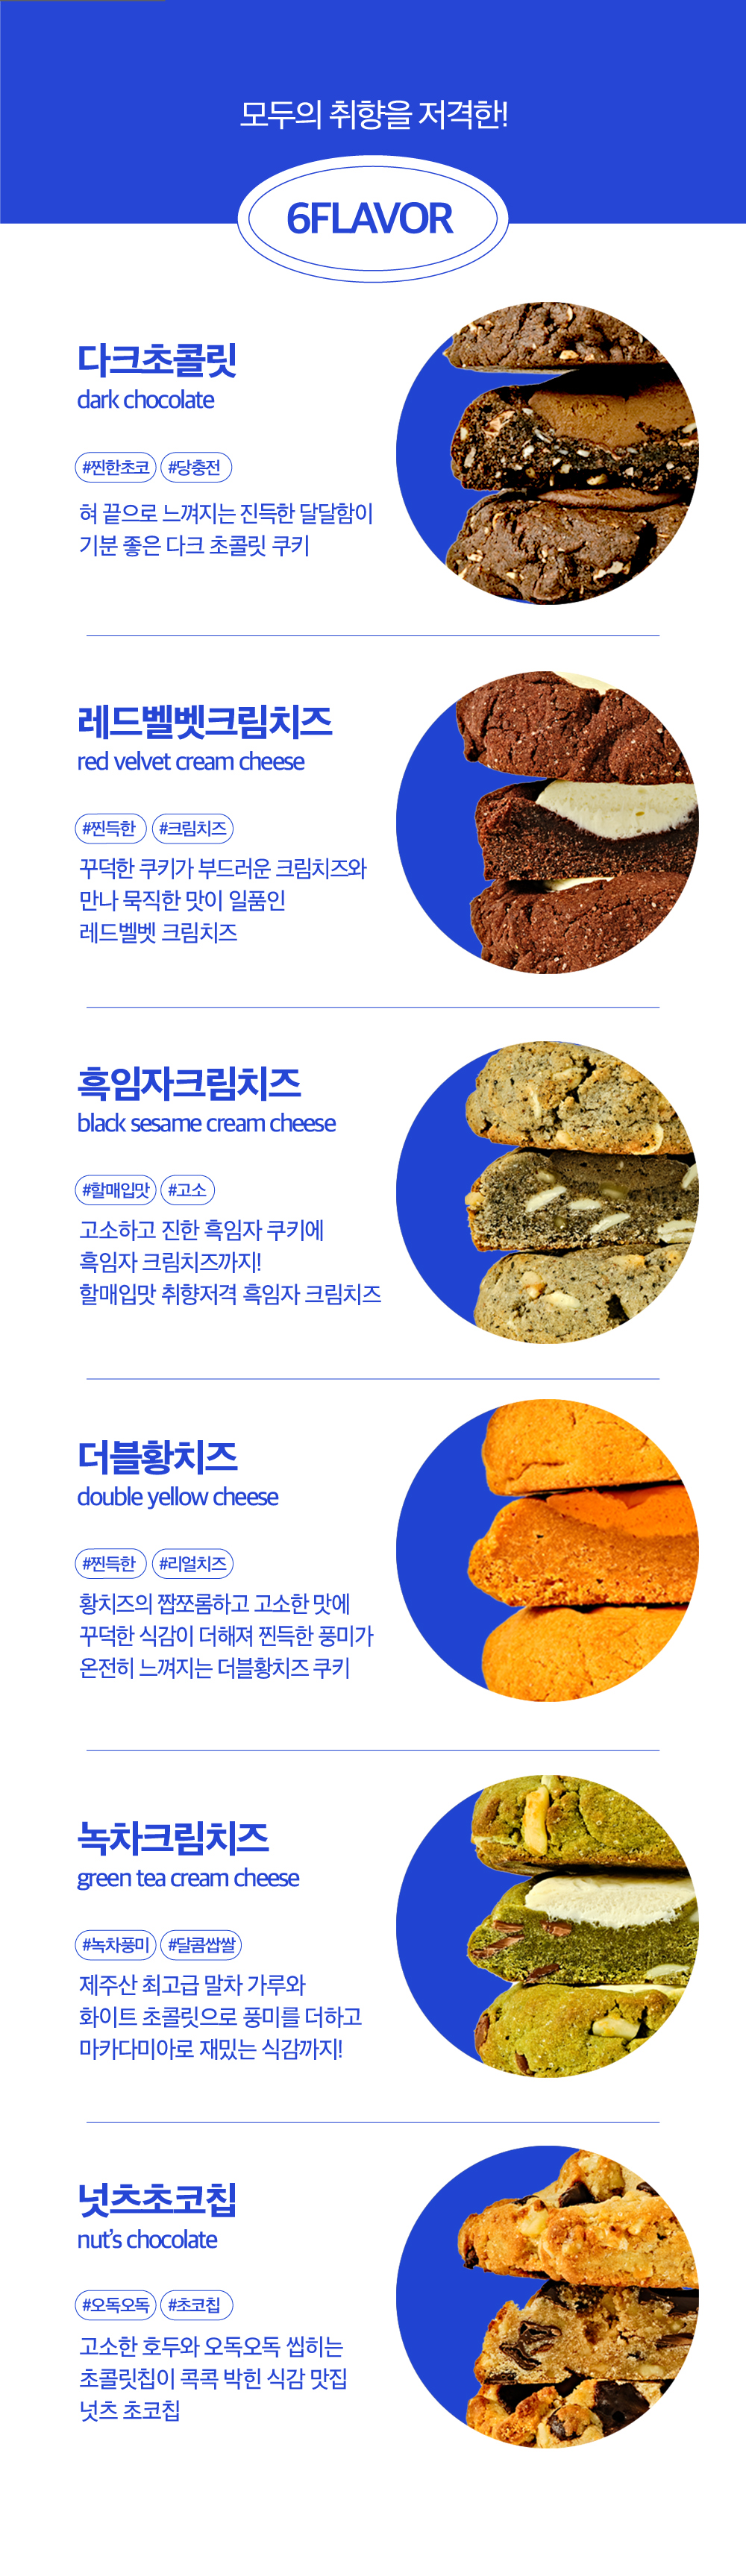 모두의 취향을 저격한!
6FLAVOR
다크초콜릿
dark chocolate
#찐한초코 #당충전
혀 끝으로 느껴지는 진득한 달달함이
기분 좋은 다크 초콜릿 쿠키
레드벨벳크림치즈
red velvet cream cheese
#찐득한 #크림치즈
꾸덕한 쿠키가 부드러운 크림치즈와
만나 묵직한 맛이 일품인
레드벨벳 크림치즈
흑임자크림치즈
black sesame cream cheese
#할매입맛 #고소
고소하고 진한 흑임자 쿠키에
흑임자 크림치즈까지!
할매입맛 취향저격 흑임자 크림치즈
더블황치즈
double yellow cheese
#찐득한 #리얼치즈
황치즈의 짭쪼롬하고 고소한 맛에
꾸덕한 식감이 더해져 찐득한 풍미가
온전히 느껴지는 더블황치즈 쿠키
녹차크림치즈
green tea cream cheese
#녹차풍미 #달콤쌉쌀
제주산 최고급 말차 가루와
화이트 초콜릿으로 풍미를 더하고
마카다미아로 재밌는 식감까지!
넛츠초코칩
nut's chocolate
#오독오독 #초코칩
고소한 호두와 오독오독 씹히는
초콜릿칩이 콕콕 박힌 식감 맛집
넛츠 초코칩